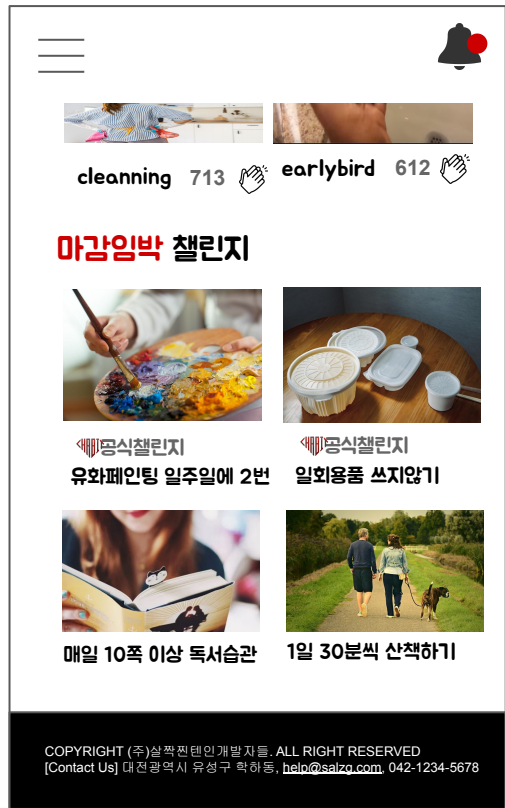 cleanning 713
earlybird 612
마감임박 챌린지
공식챌린지
유화페인팅 일주일에 2번
공식챌린지
일회용품 쓰지않기
매일 10쪽 이상 독서습관
1일 30분씩 산책하기
COPYRIGHT (주)살짝찐텐인개발자들. ALL RIGHT RESERVED
[Contact Us] 대전광역시 유성구 학하동, help@salzg.com, 042-1234-5678